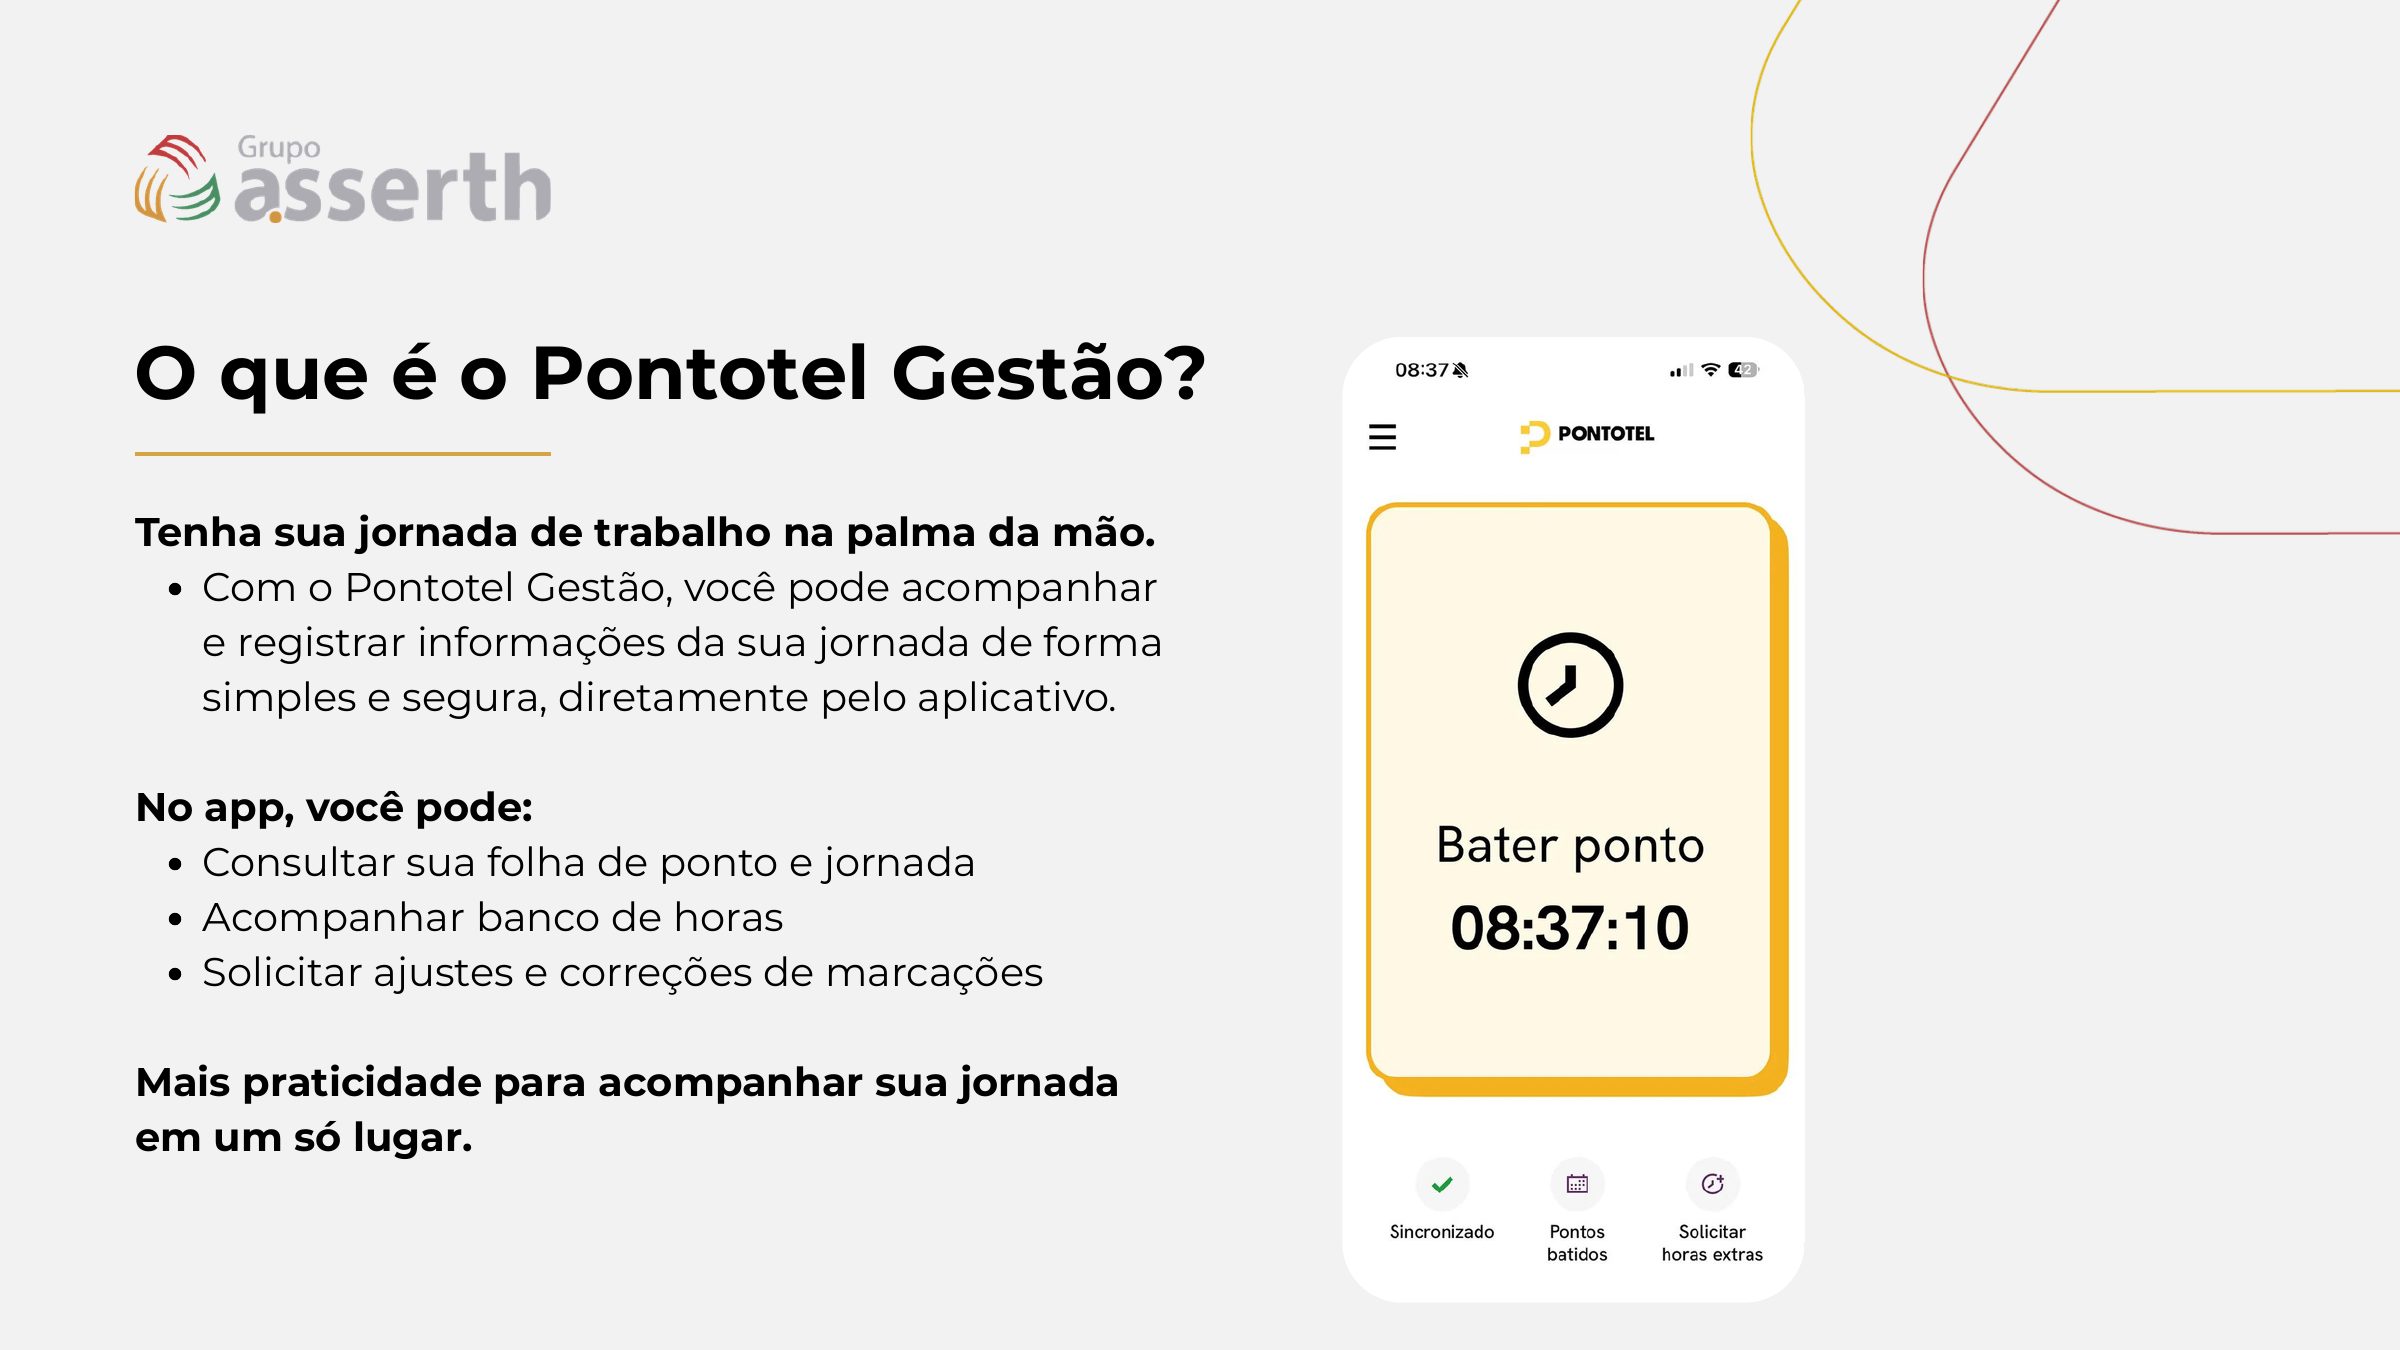 Grupo
asserth
O que é o Pontotel Gestão?
Tenha sua jornada de trabalho na palma da mão.
• Com o Pontotel Gestão, você pode acompanhar
e registrar informações da sua jornada de forma
simples e segura, diretamente pelo aplicativo.
No app, você pode:
• Consultar sua folha de ponto e jornada
• Acompanhar banco de horas
• Solicitar ajustes e correções de marcações
Mais praticidade para acompanhar sua jornada
em um só lugar.
08:37
42
PONTOTEL
Bater ponto
08:37:10
Sincronizado
Pontos
batidos
Solicitar
horas extras